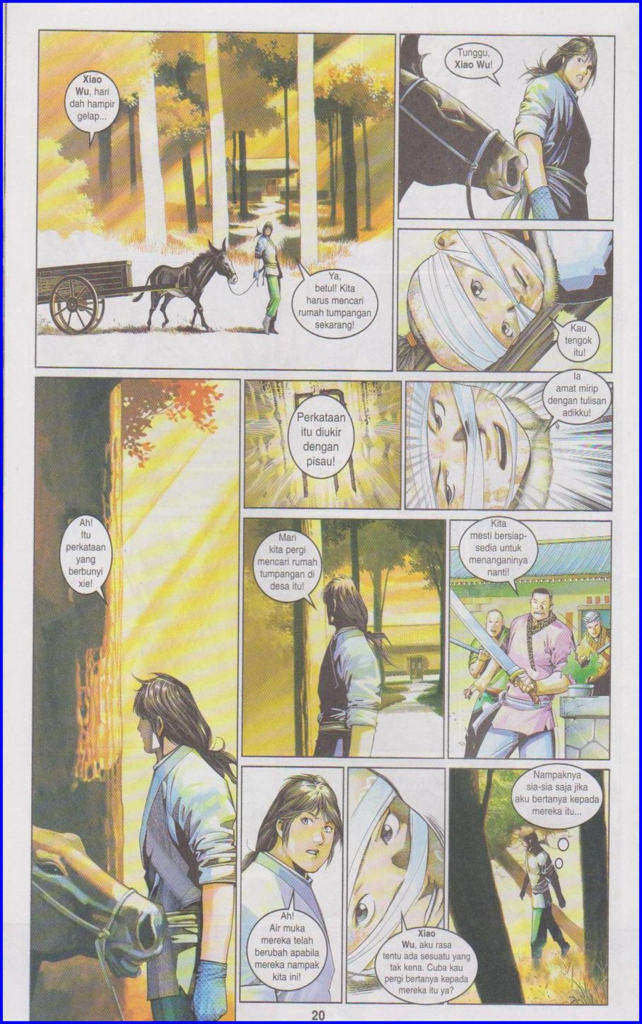 Xiao
Wu, hari
dah hampir
gelap...
Ya,
betul! Kita
harus mencari
rumah tumpangan
sekarang!
Tunggu,
Xiao Wu!
Kau
tengok
itu!
Ah!
Itu
perkataan
yang
berbunyi
xie!
Perkataan
itu diukir
dengan
pisau!
Ia
amat mirip
dengan tulisan
adikku!
Mari
kita pergi
mencari rumah
tumpangan di
desa itu!
Kita
mesti bersiap-
sedia untuk
menanganinya
nanti!
Ah!
Air muka
mereka telah
berubah apabila
mereka nampak
kita ini!
Xiao
Wu, aku rasa
tentu ada sesuatu yang
tak kena. Cuba kau
pergi bertanya kepada
mereka itu ya?
Nampaknya
sia-sia saja jika
aku bertanya kepada
mereka itu...
20